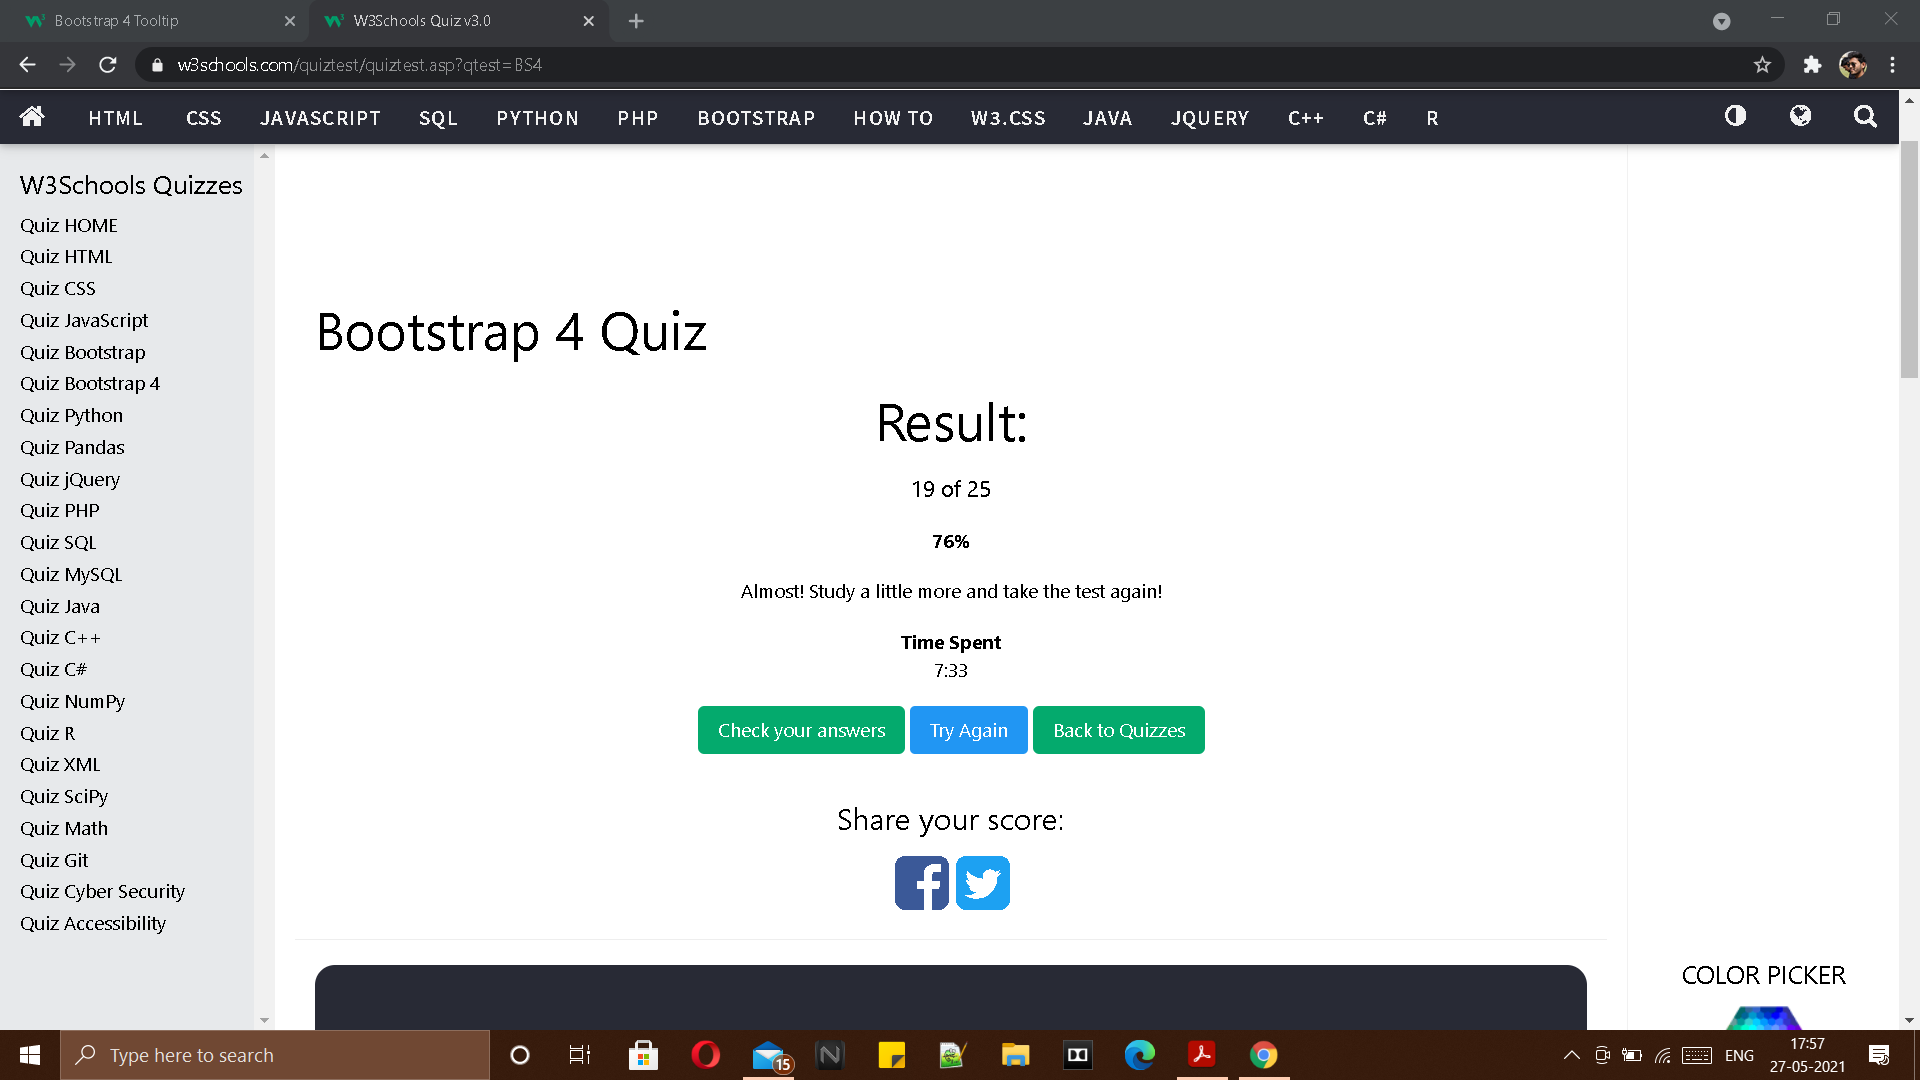 Bootstrap 4 Tooltip
W3Schools Quiz v3.0
w3schools.com/quiztest/quiztest.asp?qtest=BS4
HTML CSS JAVASCRIPT SQL PYTHON PHP BOOTSTRAP HOW TO W3.CSS JAVA JQUERY C++ C# R
W3Schools Quizzes
Quiz HOME
Quiz HTML
Quiz CSS
Quiz JavaScript
Quiz Bootstrap
Quiz Bootstrap 4
Quiz Python
Quiz Pandas
Quiz jQuery
Quiz PHP
Quiz SQL
Quiz MySQL
Quiz Java
Quiz C++
Quiz C#
Quiz NumPy
Quiz R
Quiz XML
Quiz SciPy
Quiz Math
Quiz Git
Quiz Cyber Security
Quiz Accessibility
Bootstrap 4 Quiz
Result:
19 of 25
76%
Almost! Study a little more and take the test again!
Time Spent
7:33
Check your answers Try Again Back to Quizzes
Share your score:
COLOR PICKER
Type here to search
15
ENG
17:57
27-05-2021